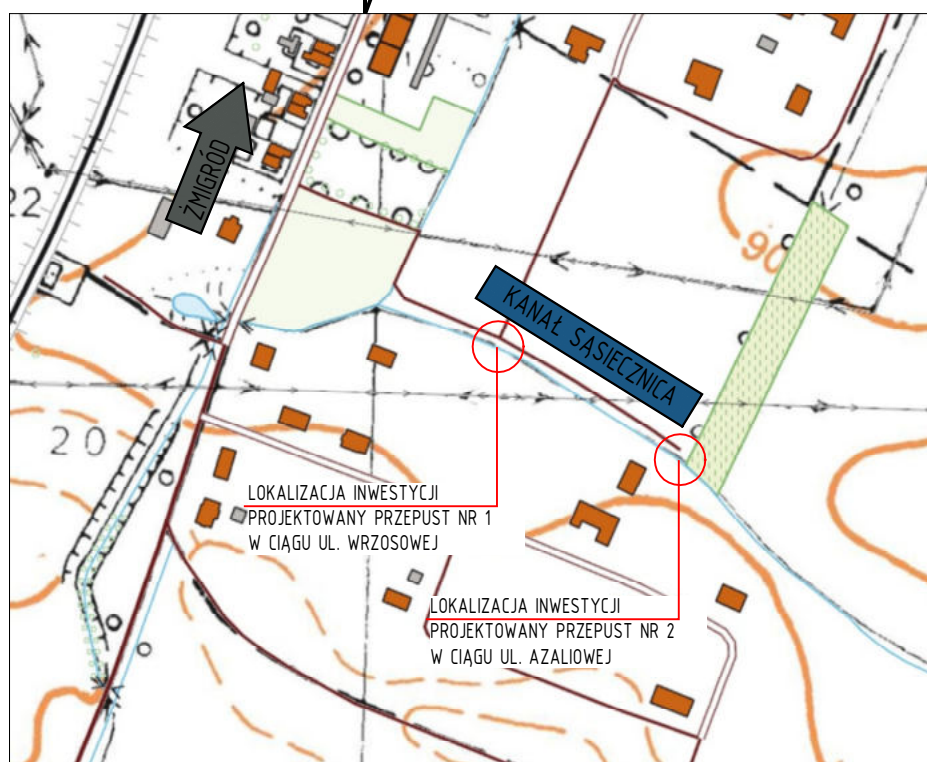 ŻMIGRÓD
22
90
KANAŁ SĄSIECZNICA
20
LOKALIZACJA INWESTYCJI
PROJEKTOWANY PRZEPUST NR 1
W CIĄGU UL. WRZOSOWEJ
LOKALIZACJA INWESTYCJI
PROJEKTOWANY PRZEPUST NR 2
W CIĄGU UL. AZALIOWEJ